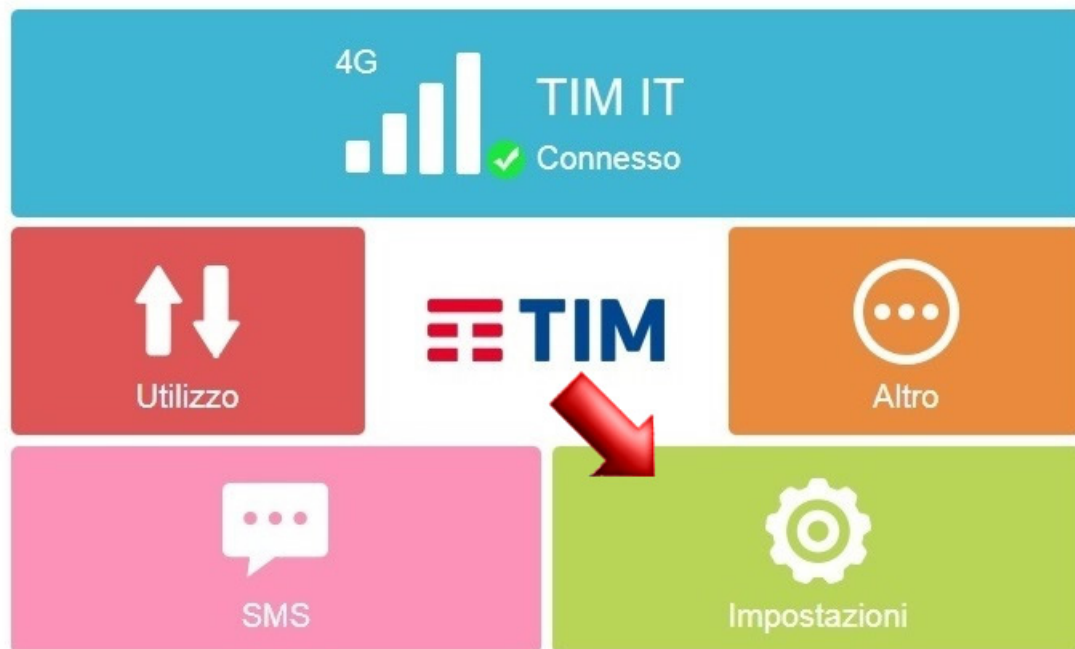 4G
TIM IT
Connesso
Utilizzo
TIM
Altro
SMS
Impostazioni